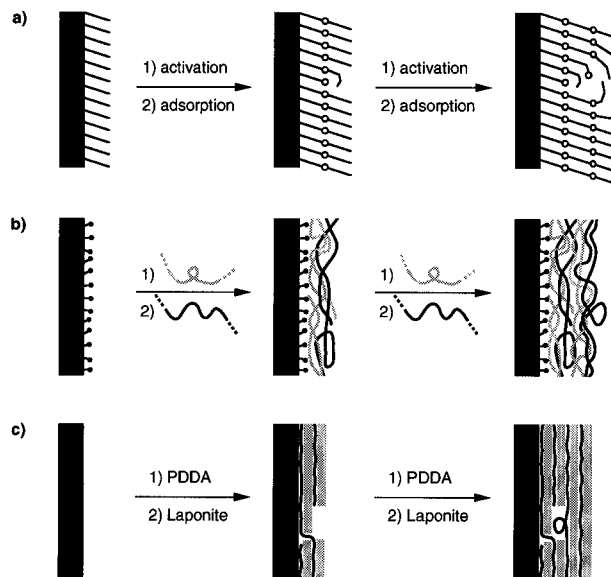 a)
1) activation
2) adsorption
1) activation
2) adsorption
b)
1)
2)
1)
2)
c)
1) PDDA
2) Laponite
1) PDDA
2) Laponite